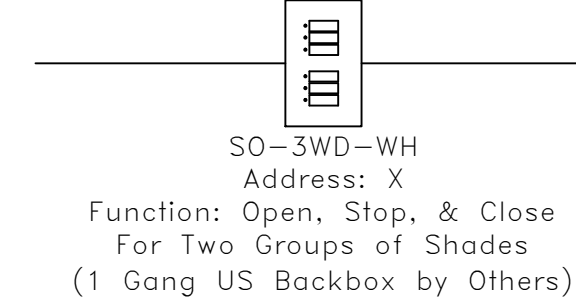 SO-3WD-WH
Address: X
Function: Open, Stop, & Close
For Two Groups of Shades
(1 Gang US Backbox by Others)